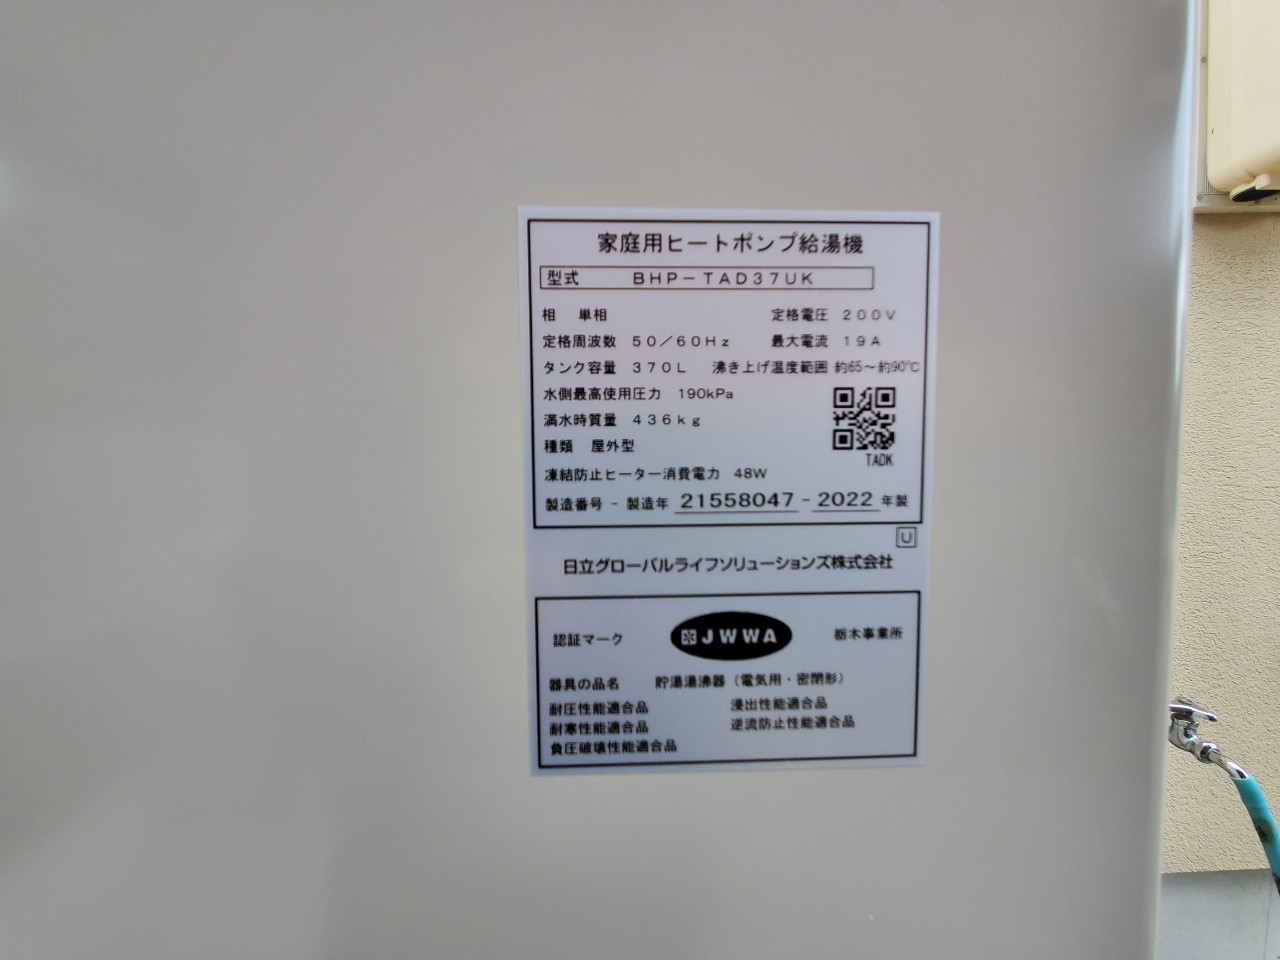 家庭用ヒートポンプ給湯機
型式 BHP-TAD37UK
相 単相 定格電圧 200V
定格周波数 50/60Hz 最大電流 19A
タンク容量 370L 沸き上げ温度範囲 約65～約90℃
水側最高使用圧力 190kPa
満水時質量 436kg
種類 屋外型
TADK
凍結防止ヒーター消費電力 48W
製造番号 - 製造年 21558047 - 2022 年製
U
日立グローバルライフソリューションズ株式会社
認証マーク JWWA 栃木事業所
器具の品名 貯湯湯沸器（電気用・密閉形）
耐圧性能適合品 浸出性能適合品
耐寒性能適合品 逆流防止性能適合品
負圧破壊性能適合品